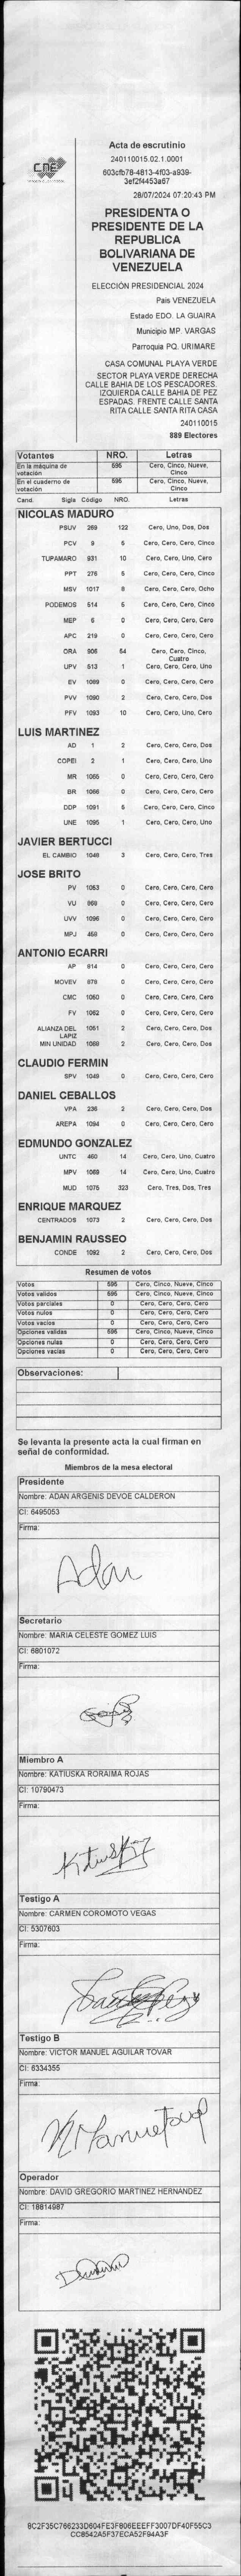 CNE
Acta de escrutinio
240110015.02.1.0001
603cfb78-4813-4f03-a939-
3ef2f4453a67
28/07/2024 07:20:43 PM
PRESIDENTA O
PRESIDENTE DE LA
REPUBLICA
BOLIVARIANA DE
VENEZUELA
ELECCIÓN PRESIDENCIAL 2024
Pais VENEZUELA
Estado EDO. LA GUAIRA
Municipio MP. VARGAS
Parroquia PQ. URIMARE
CASA COMUNAL PLAYA VERDE
SECTOR PLAYA VERDE DERECHA
CALLE BAHIA DE LOS PESCADORES.
IZQUIERDA CALLE BAHIA DE PEZ
ESPADAS. FRENTE CALLE SANTA
RITA CALLE SANTA RITA CASA
240110015
889 Electores
Votantes NRO. Letras
En la máquina de votación 595 Cero, Cinco, Nueve, Cinco
En el cuaderno de votación 595 Cero, Cinco, Nueve, Cinco
Cand. Sigla Código NRO. Letras
NICOLAS MADURO
PSUV 269 122 Cero, Uno, Dos, Dos
PCV 9 5 Cero, Cero, Cero, Cinco
TUPAMARO 931 10 Cero, Cero, Uno, Cero
PPT 276 5 Cero, Cero, Cero, Cinco
MSV 1017 8 Cero, Cero, Cero, Ocho
PODEMOS 514 5 Cero, Cero, Cero, Cinco
MEP 6 0 Cero, Cero, Cero, Cero
APC 219 0 Cero, Cero, Cero, Cero
ORA 906 54 Cero, Cero, Cinco, Cuatro
UPV 513 1 Cero, Cero, Cero, Uno
EV 1089 0 Cero, Cero, Cero, Cero
PVV 1090 2 Cero, Cero, Cero, Dos
PFV 1093 10 Cero, Cero, Uno, Cero
LUIS MARTINEZ
AD 1 2 Cero, Cero, Cero, Dos
COPEI 2 1 Cero, Cero, Cero, Uno
MR 1065 0 Cero, Cero, Cero, Cero
BR 1066 0 Cero, Cero, Cero, Cero
DDP 1091 5 Cero, Cero, Cero, Cinco
UNE 1095 1 Cero, Cero, Cero, Uno
JAVIER BERTUCCI
EL CAMBIO 1048 3 Cero, Cero, Cero, Tres
JOSE BRITO
PV 1053 0 Cero, Cero, Cero, Cero
VU 868 0 Cero, Cero, Cero, Cero
UVV 1096 0 Cero, Cero, Cero, Cero
MPJ 458 0 Cero, Cero, Cero, Cero
ANTONIO ECARRI
AP 814 0 Cero, Cero, Cero, Cero
MOVEV 879 0 Cero, Cero, Cero, Cero
CMC 1050 0 Cero, Cero, Cero, Cero
FV 1052 0 Cero, Cero, Cero, Cero
ALIANZA DEL LAPIZ 1051 2 Cero, Cero, Cero, Dos
MIN UNIDAD 1088 2 Cero, Cero, Cero, Dos
CLAUDIO FERMIN
SPV 1049 0 Cero, Cero, Cero, Cero
DANIEL CEBALLOS
VPA 236 2 Cero, Cero, Cero, Dos
AREPA 1094 0 Cero, Cero, Cero, Cero
EDMUNDO GONZALEZ
UNTC 460 14 Cero, Cero, Uno, Cuatro
MPV 1069 14 Cero, Cero, Uno, Cuatro
MUD 1075 323 Cero, Tres, Dos, Tres
ENRIQUE MARQUEZ
CENTRADOS 1073 2 Cero, Cero, Cero, Dos
BENJAMIN RAUSSEO
CONDE 1092 2 Cero, Cero, Cero, Dos
Resumen de votos
Votos 595 Cero, Cinco, Nueve, Cinco
Votos validos 595 Cero, Cinco, Nueve, Cinco
Votos parciales 0 Cero, Cero, Cero, Cero
Votos nulos 0 Cero, Cero, Cero, Cero
Votos vacios 0 Cero, Cero, Cero, Cero
Opciones validas 595 Cero, Cinco, Nueve, Cinco
Opciones nulas 0 Cero, Cero, Cero, Cero
Opciones vacias 0 Cero, Cero, Cero, Cero
Observaciones:
Se levanta la presente acta la cual firman en
señal de conformidad.
Miembros de la mesa electoral
Presidente
Nombre: ADAN ARGENIS DEVOE CALDERON
CI: 6495053
Firma:
Adan
Secretario
Nombre: MARIA CELESTE GOMEZ LUIS
CI: 6801072
Firma:
Miembro A
Nombre: KATIUSKA RORAIMA ROJAS
CI: 10790473
Firma:
Testigo A
Nombre: CARMEN COROMOTO VEGAS
CI: 5307603
Firma:
Testigo B
Nombre: VICTOR MANUEL AGUILAR TOVAR
CI: 6334355
Firma:
Operador
Nombre: DAVID GREGORIO MARTINEZ HERNANDEZ
CI: 18814987
Firma:
8C2F35C766233D604FE3F806EEEFF3007DF40F55C3
CC8542A5F37ECA52F94A3F